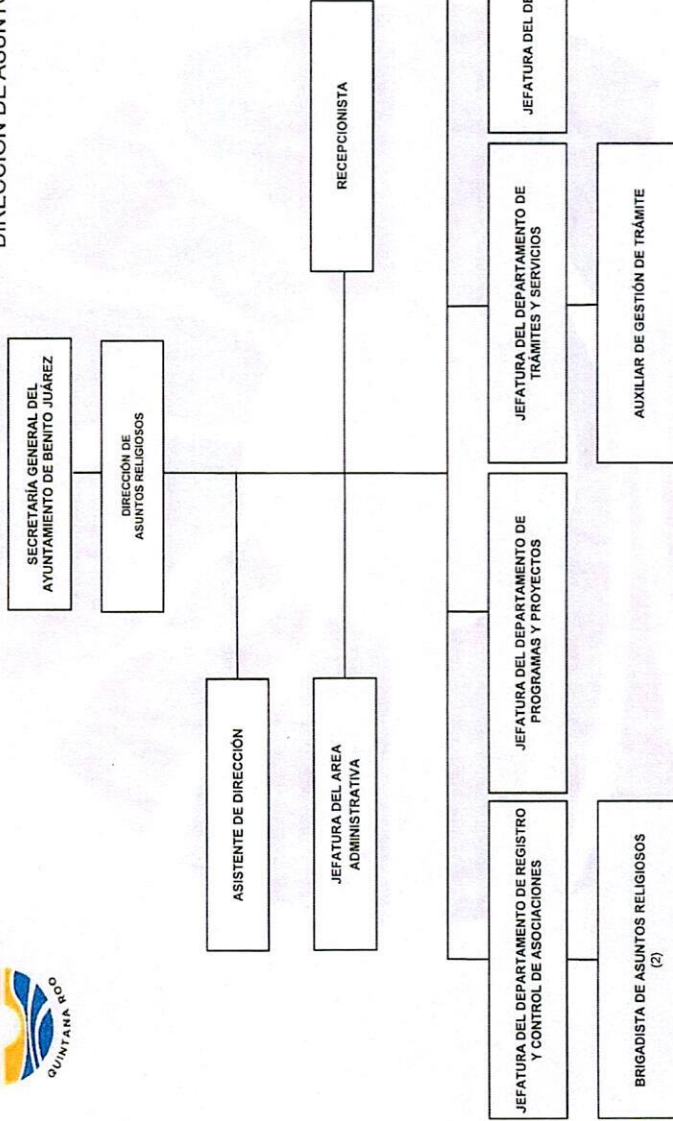 DIRECCIÓN DE ASUNTO
QUINTANA ROO
SECRETARÍA GENERAL DEL
AYUNTAMIENTO DE BENITO JUÁREZ
DIRECCIÓN DE
ASUNTOS RELIGIOSOS
ASISTENTE DE DIRECCIÓN
JEFATURA DEL AREA
ADMINISTRATIVA
RECEPCIONISTA
JEFATURA DEL DEPARTAMENTO DE REGISTRO
Y CONTROL DE ASOCIACIONES
JEFATURA DEL DEPARTAMENTO DE
PROGRAMAS Y PROYECTOS
JEFATURA DEL DEPARTAMENTO DE
TRÁMITES Y SERVICIOS
JEFATURA DEL DE
BRIGADISTA DE ASUNTOS RELIGIOSOS
(2)
AUXILIAR DE GESTIÓN DE TRÁMITE